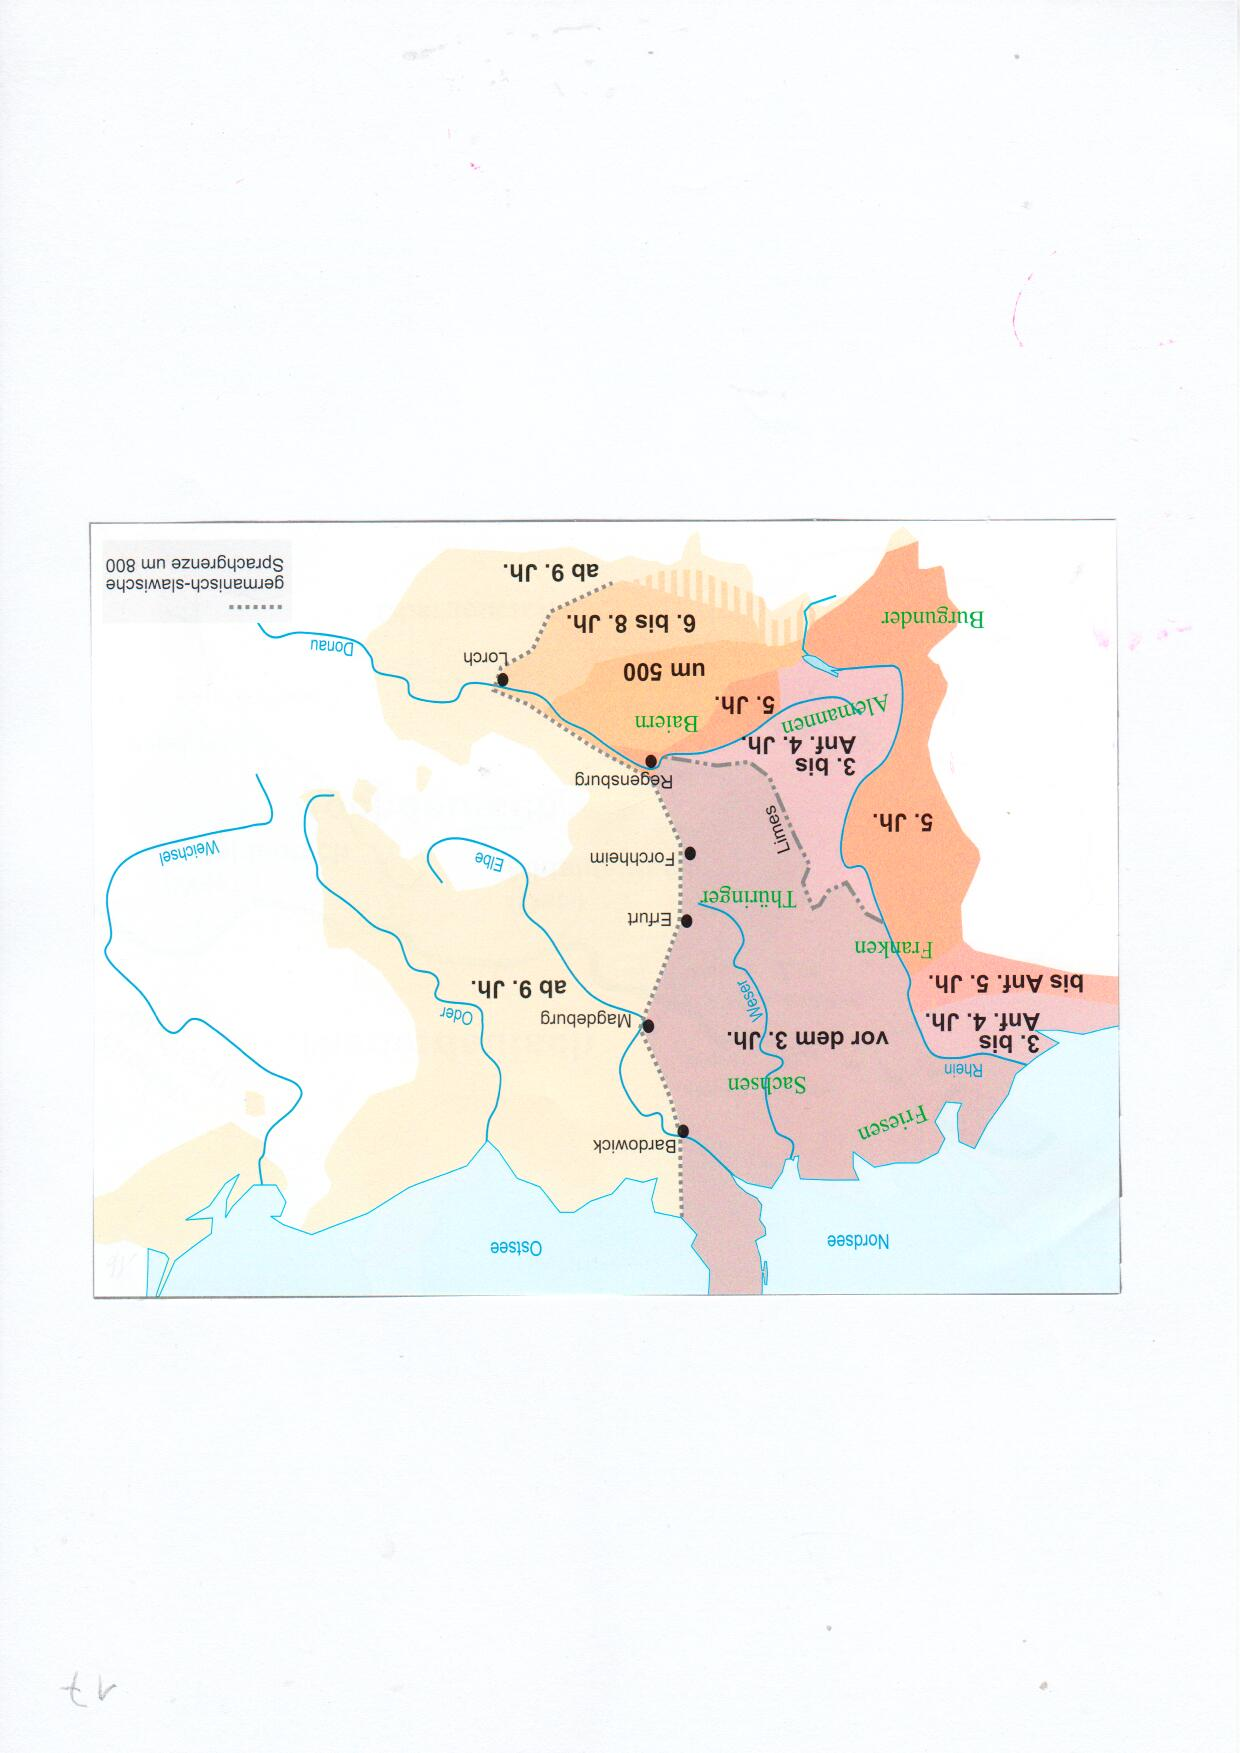 17
Nordsee
Ostsee
Friesen
Bardowick
Sachsen
Rhein
3. bis
Anf. 4. Jh.
vor dem 3. Jh.
Weser
Magdeburg
Oder
bis Anf. 5. Jh.
ab 9. Jh.
Franken
Erfurt
Thüringer
Forchheim
Elbe
Weichsel
5. Jh.
Limes
Regensburg
3. bis
Anf. 4. Jh.
Alemannen
Baiern
5. Jh.
um 500
Lorch
Donau
Burgunder
6. bis 8. Jh.
ab 9. Jh.
germanisch-slawische
Sprachgrenze um 800